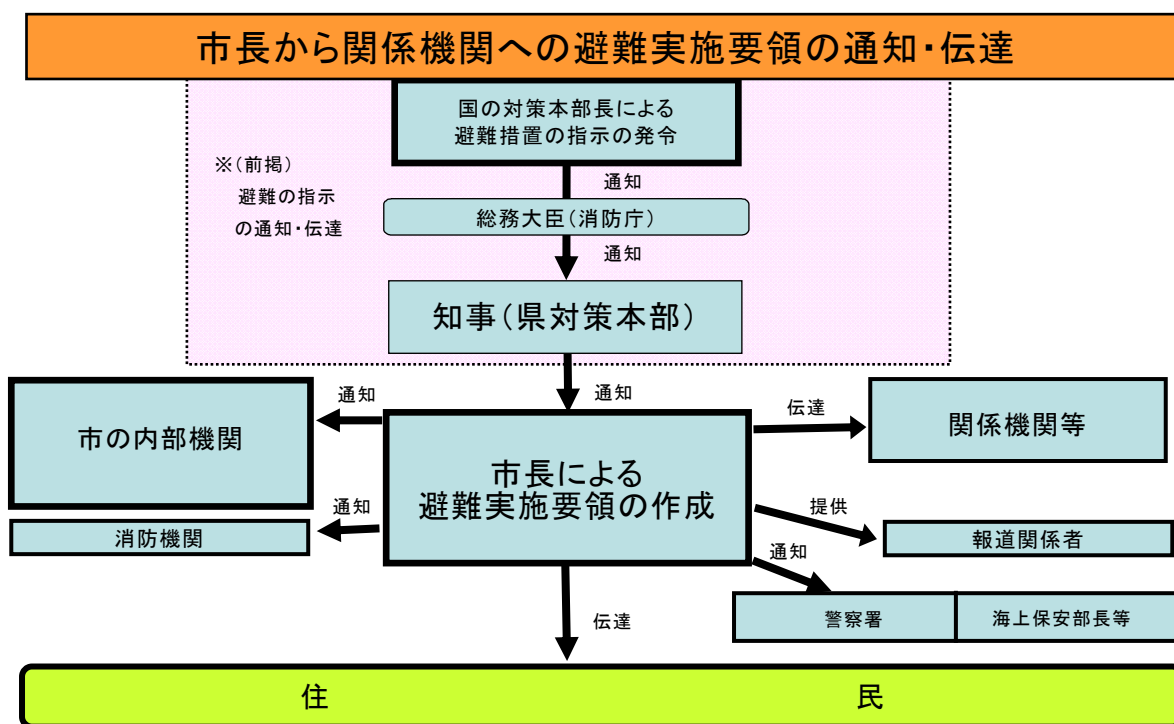 市長から関係機関への避難実施要領の通知・伝達
国の対策本部長による
避難措置の指示の発令
※(前掲)
避難の指示
の通知・伝達
通知
総務大臣(消防庁)
通知
知事(県対策本部)
通知
通知
伝達
市の内部機関
関係機関等
市長による
避難実施要領の作成
通知
消防機関
提供
報道関係者
通知
警察署
海上保安部長等
伝達
住 民